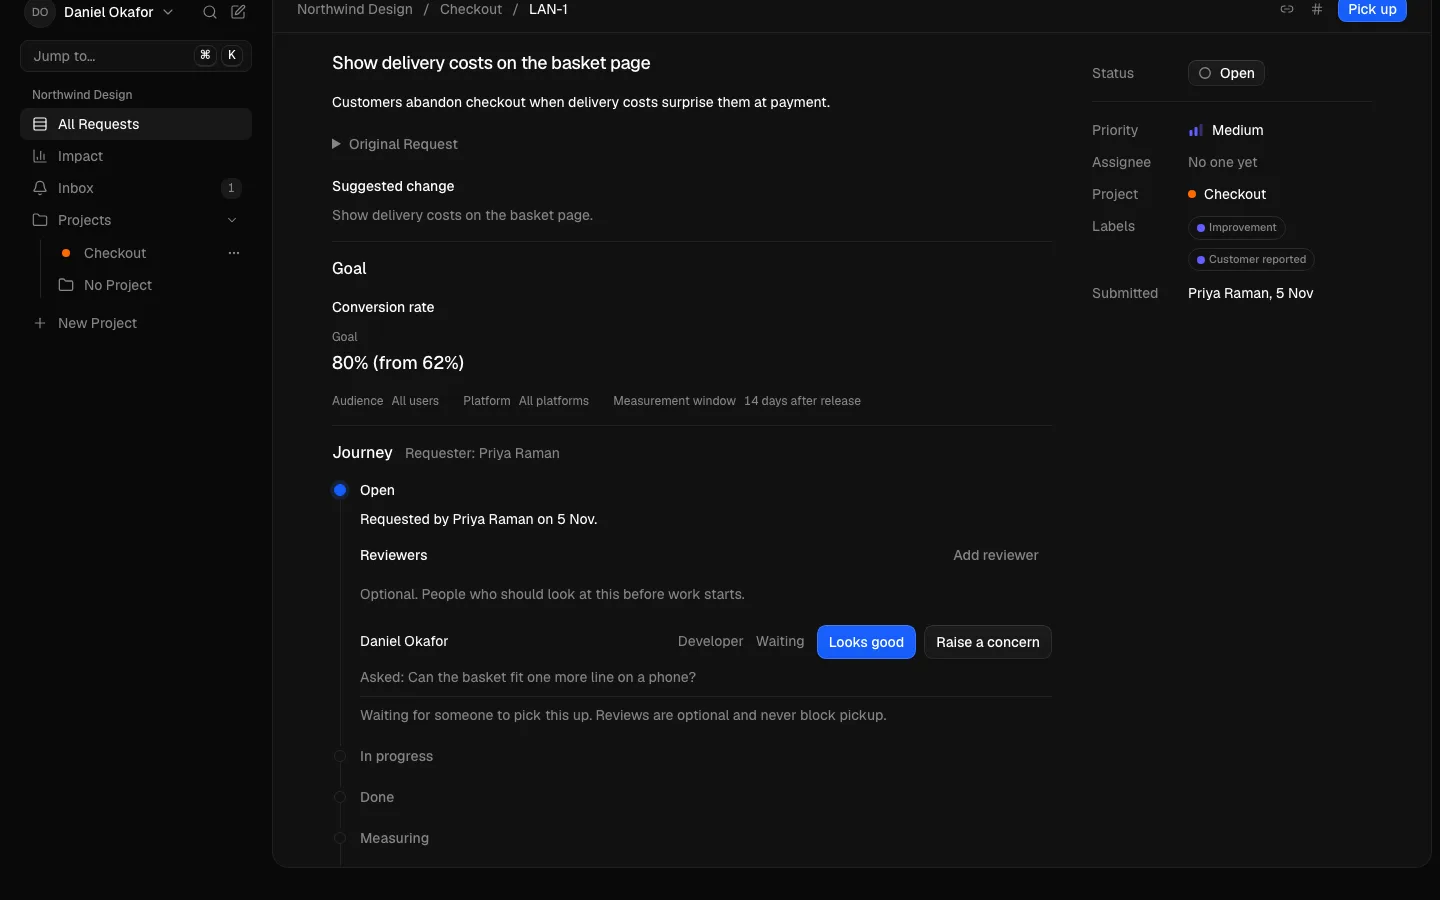 DO Daniel Okafor
Jump to... ⌘ K
Northwind Design
All Requests
Impact
Inbox 1
Projects
Checkout ...
No Project
New Project
Northwind Design / Checkout / LAN-1
# Pick up
Show delivery costs on the basket page
Customers abandon checkout when delivery costs surprise them at payment.
Original Request
Suggested change
Show delivery costs on the basket page.
Goal
Conversion rate
Goal
80% (from 62%)
Audience All users Platform All platforms Measurement window 14 days after release
Journey Requester: Priya Raman
Open
Requested by Priya Raman on 5 Nov.
Reviewers Add reviewer
Optional. People who should look at this before work starts.
Daniel Okafor Developer Waiting Looks good Raise a concern
Asked: Can the basket fit one more line on a phone?
Waiting for someone to pick this up. Reviews are optional and never block pickup.
In progress
Done
Measuring
Status Open
Priority Medium
Assignee No one yet
Project Checkout
Labels Improvement
Customer reported
Submitted Priya Raman, 5 Nov